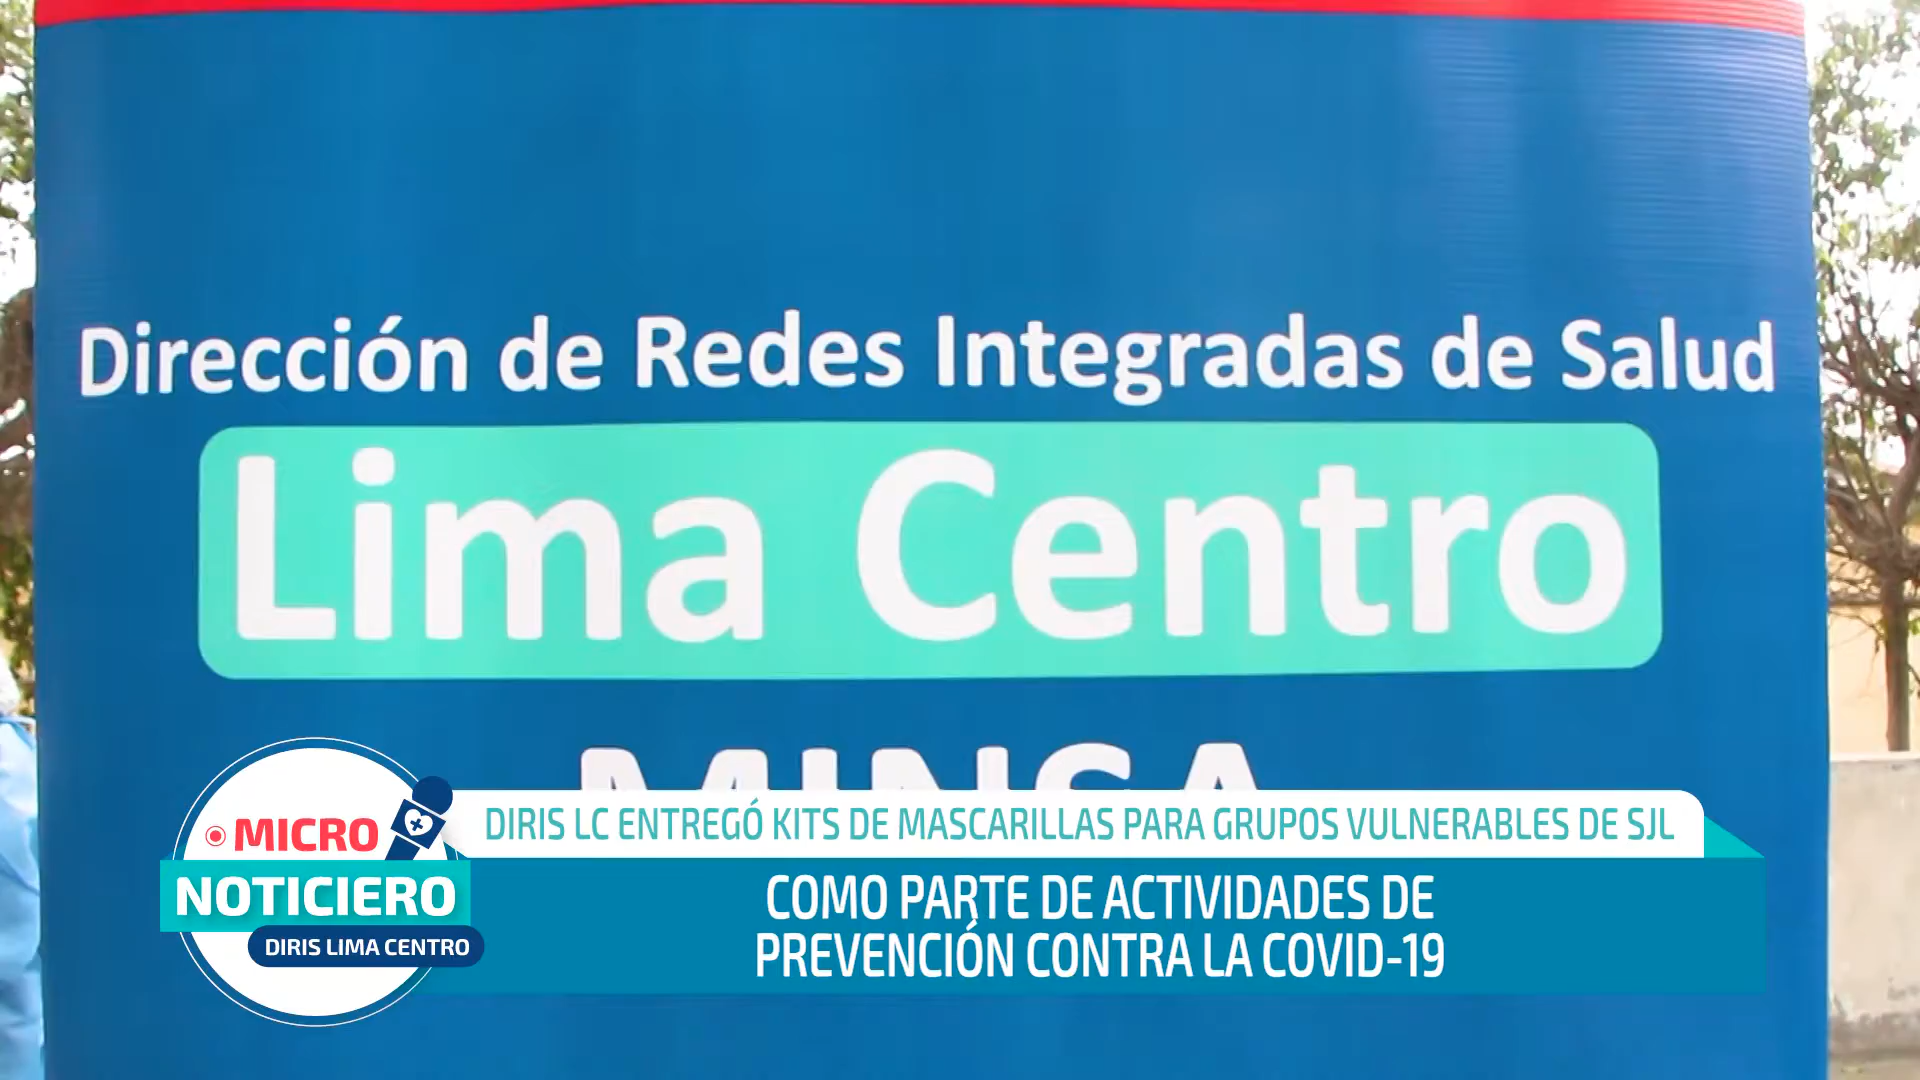 Dirección de Redes Integradas de Salud
Lima Centro
MINSA
DIRIS LC ENTREGÓ KITS DE MASCARILLAS PARA GRUPOS VULNERABLES DE SJL
MICRO
NOTICIERO
DIRIS LIMA CENTRO
COMO PARTE DE ACTIVIDADES DE
PREVENCIÓN CONTRA LA COVID-19